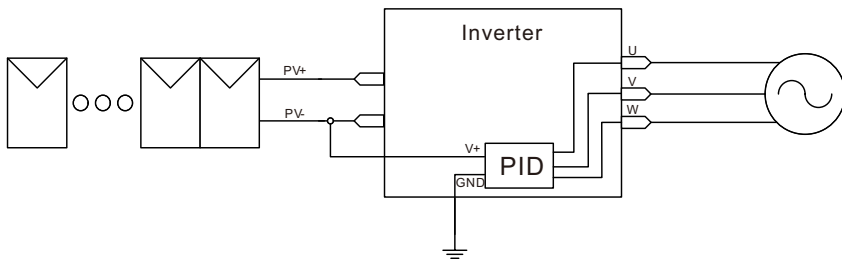 Inverter
U
PV+
V
PV-
W
V+
PID
GND